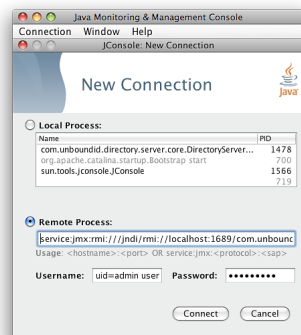 Java Monitoring & Management Console
Connection Window Help
JConsole: New Connection
New Connection
Java
Local Process:
Name PID
com.unboundid.directory.server.core.DirectoryServer... 1478
org.apache.catalina.startup.Bootstrap start 700
sun.tools.jconsole.JConsole 1566
719
Remote Process:
service:jmx:rmi:///jndi/rmi://localhost:1689/com.unbounc
Usage: <hostname>:<port> OR service:jmx:<protocol>:<sap>
Username: uid=admin user Password: •••••••••
Connect Cancel